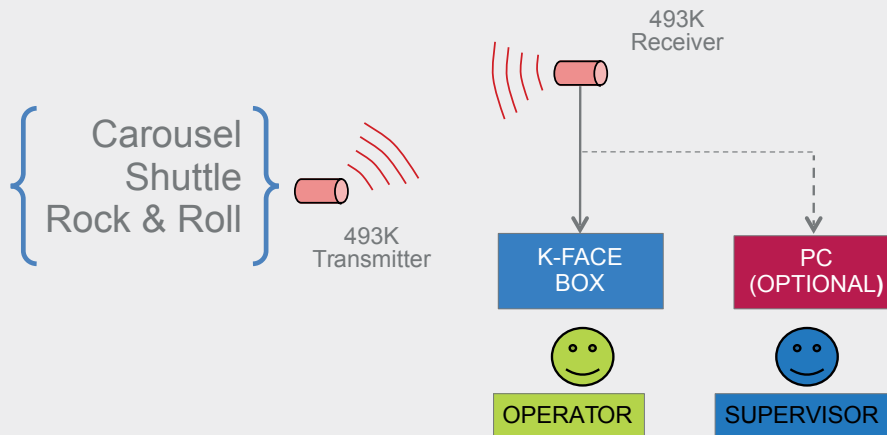 493K
Receiver
Carousel
Shuttle
Rock & Roll
493K
Transmitter
K-FACE
BOX
PC
(OPTIONAL)
OPERATOR
SUPERVISOR